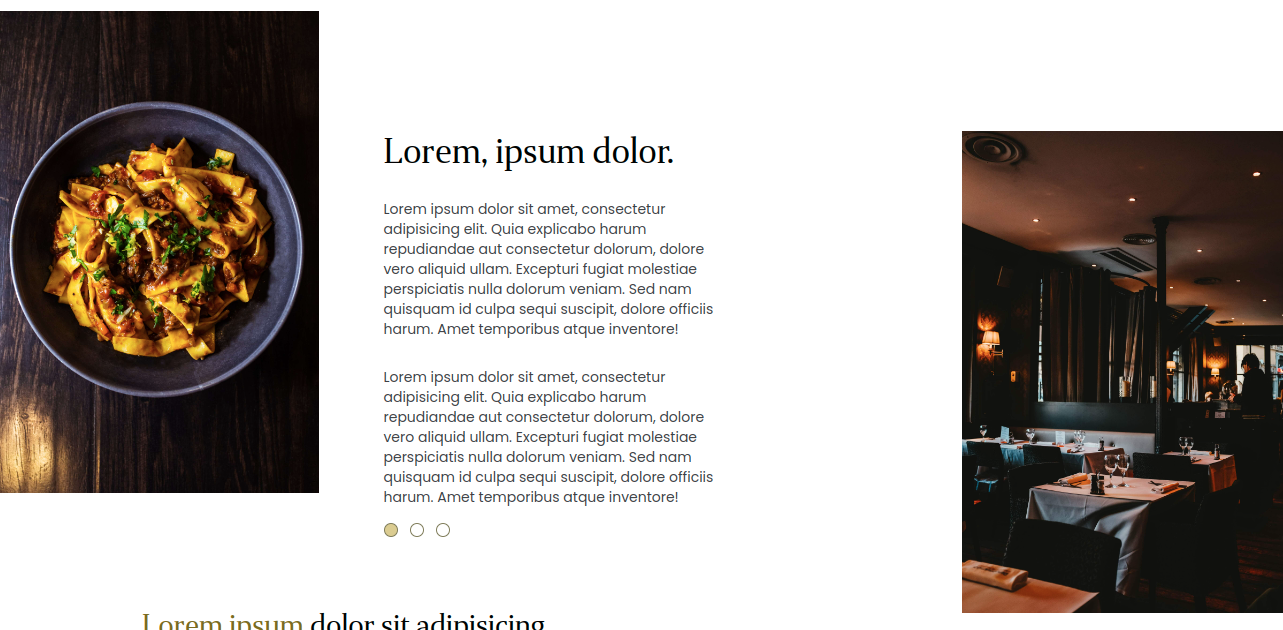 Lorem, ipsum dolor.
Lorem ipsum dolor sit amet, consectetur
adipisicing elit. Quia explicabo harum
repudiandae aut consectetur dolorum, dolore
vero aliquid ullam. Excepturi fugiat molestiae
perspiciatis nulla dolorum veniam. Sed nam
quisquam id culpa sequi suscipit, dolore officiis
harum. Amet temporibus atque inventore!
Lorem ipsum dolor sit amet, consectetur
adipisicing elit. Quia explicabo harum
repudiandae aut consectetur dolorum, dolore
vero aliquid ullam. Excepturi fugiat molestiae
perspiciatis nulla dolorum veniam. Sed nam
quisquam id culpa sequi suscipit, dolore officiis
harum. Amet temporibus atque inventore!
Lorem ipsum dolor sit adipisicing